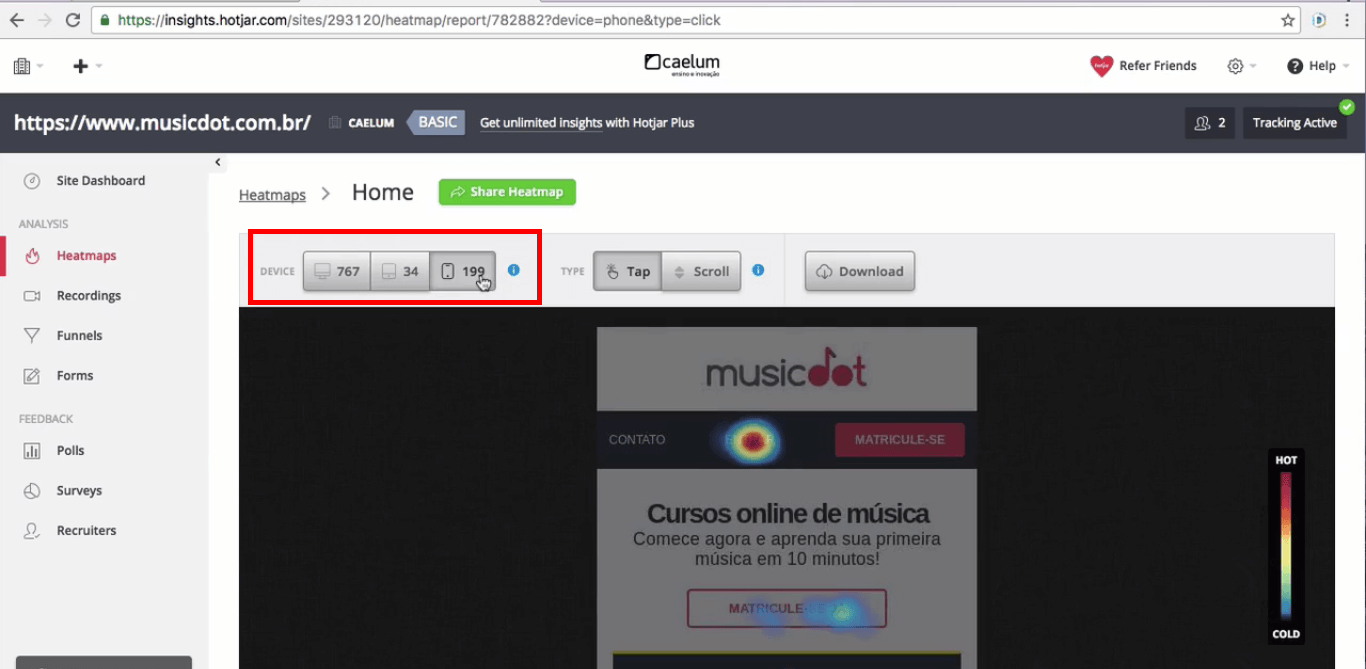 https://insights.hotjar.com/sites/293120/heatmap/report/782882?device=phone&type=click
caelum
ensino e inovação
Refer Friends
Help
https://www.musicdot.com.br/
CAELUM
BASIC
Get unlimited insights with Hotjar Plus
2
Tracking Active
Site Dashboard
ANALYSIS
Heatmaps
Recordings
Funnels
Forms
FEEDBACK
Polls
Surveys
Recruiters
Heatmaps > Home
Share Heatmap
DEVICE 767 34 199
TYPE Tap Scroll
Download
musicdot
CONTATO
MATRICULE-SE
Cursos online de música
Comece agora e aprenda sua primeira
música em 10 minutos!
MATRICULE-SE
HOT
COLD